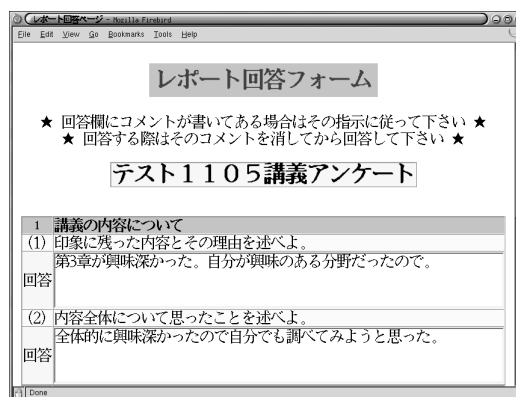 レポート回答ページ - Mozilla Firebird
File Edit View Go Bookmarks Tools Help
レポート回答フォーム
★ 回答欄にコメントが書いてある場合はその指示に従って下さい ★
★ 回答する際はそのコメントを消してから回答して下さい ★
テスト１１０５講義アンケート
1 講義の内容について
(1) 印象に残った内容とその理由を述べよ。
回答 第3章が興味深かった。自分が興味のある分野だったので。
(2) 内容全体について思ったことを述べよ。
回答 全体的に興味深かったので自分でも調べてみようと思った。
Done